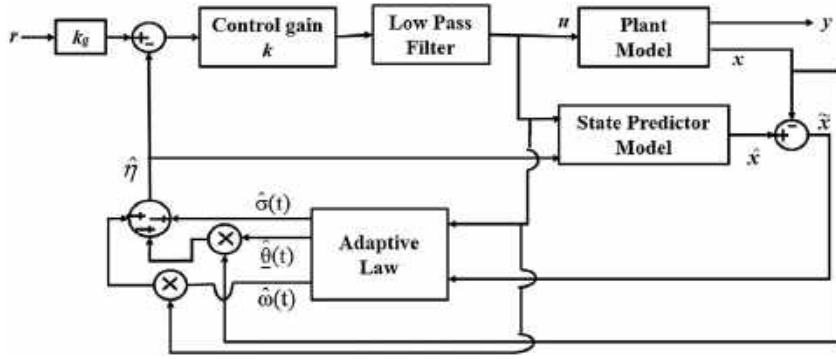 r
k_g
Control gain
k
Low Pass
Filter
u
Plant
Model
y
x
State Predictor
Model
x̂
x̃
η̂
σ̂(t)
θ̂(t)
ω̂(t)
Adaptive
Law